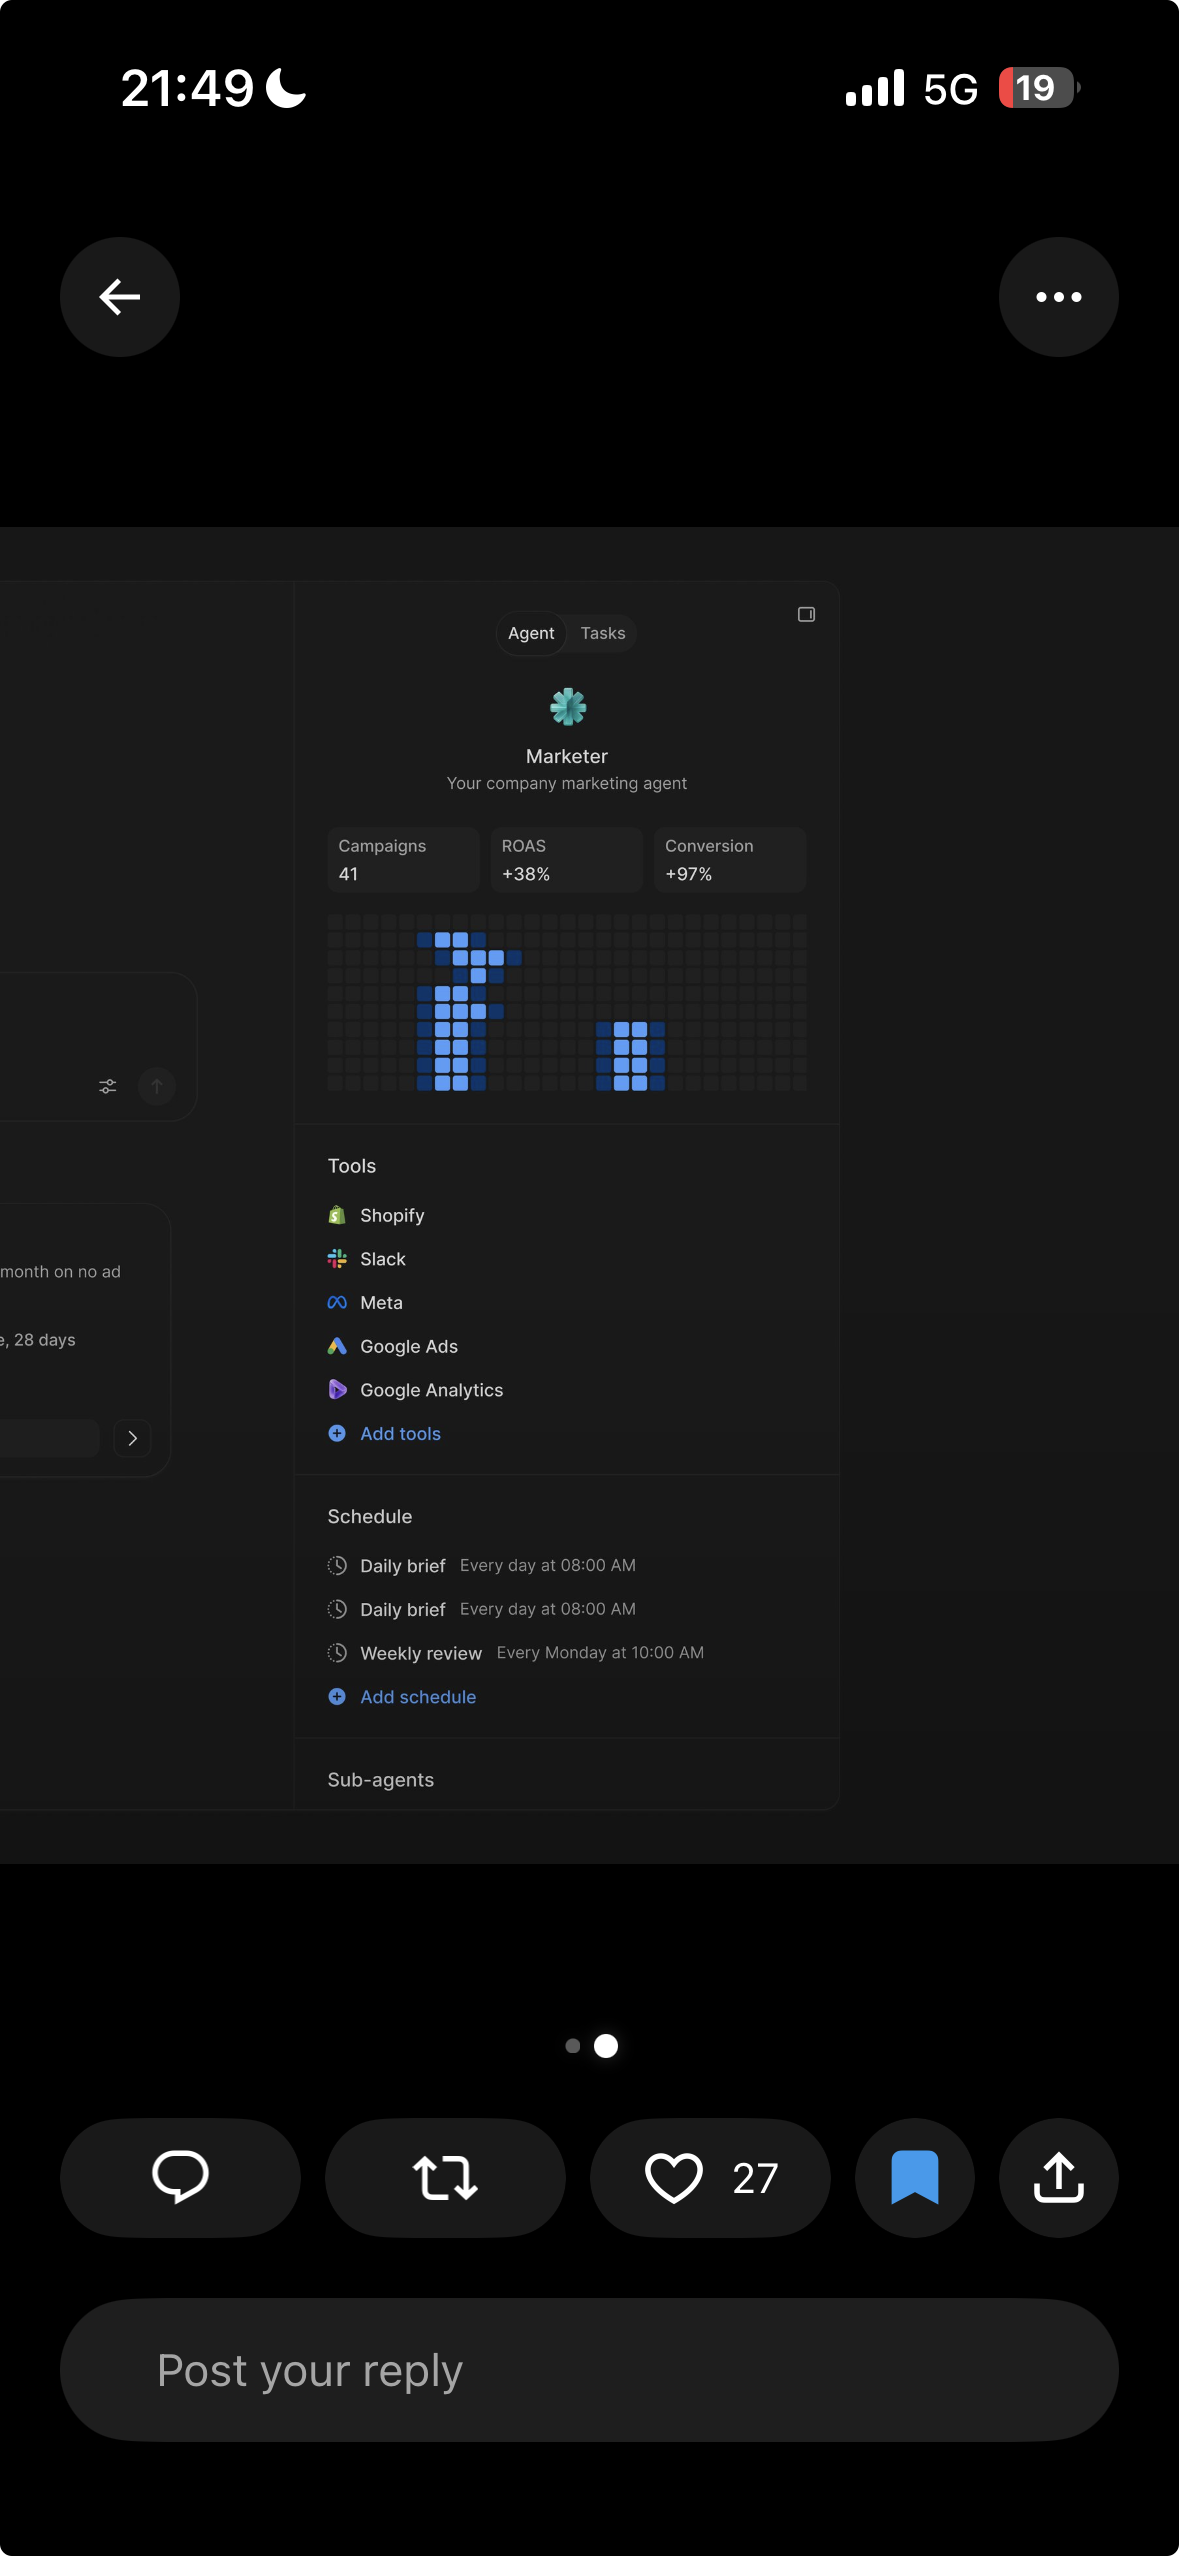 21:49
5G
19
Agent
Tasks
Marketer
Your company marketing agent
Campaigns
41
ROAS
+38%
Conversion
+97%
Tools
Shopify
Slack
Meta
Google Ads
Google Analytics
Add tools
month on no ad
e, 28 days
Schedule
Daily brief Every day at 08:00 AM
Daily brief Every day at 08:00 AM
Weekly review Every Monday at 10:00 AM
Add schedule
Sub-agents
27
Post your reply